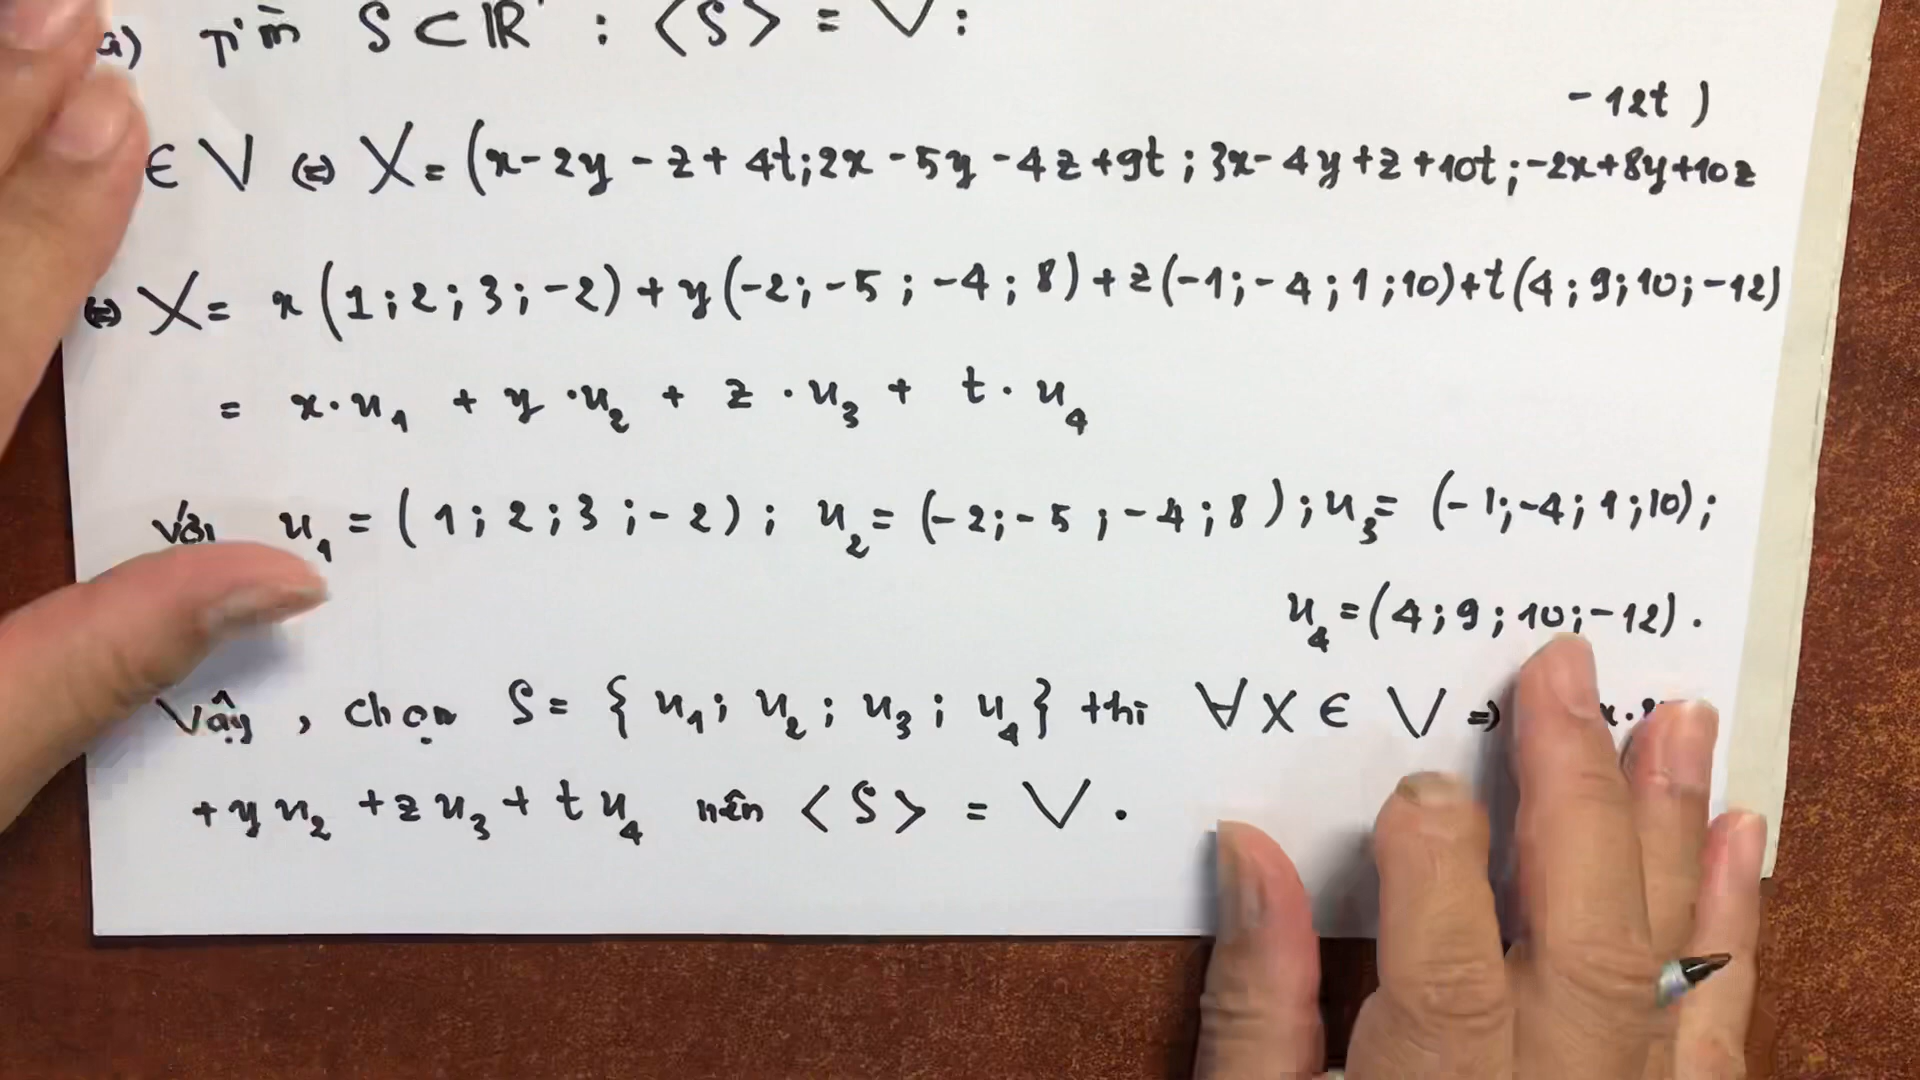 a) Tìm S ⊂ ℝ : <S> = V :
- 12t )
∈ V ⇔ X = (x - 2y - z + 4t; 2x - 5y - 4z + 9t ; 3x - 4y + z + 10t ; -2x + 8y + 10z
⇔ X = x (1 ; 2 ; 3 ; -2) + y (-2 ; -5 ; -4 ; 8) + z (-1 ; -4 ; 1 ; 10) + t (4 ; 9 ; 10 ; -12)
= x · u₁ + y · u₂ + z · u₃ + t · u₄
Với u₁ = ( 1 ; 2 ; 3 ; -2) ; u₂ = (-2 ; -5 ; -4 ; 8 ) ; u₃ = (-1 ; -4 ; 1 ; 10) ;
u₄ = (4 ; 9 ; 10 ; -12) .
Vậy , chọn S = { u₁ ; u₂ ; u₃ ; u₄ } thì ∀ X ∈ V ⇒ x .
+ y u₂ + z u₃ + t u₄ nên <S> = V .